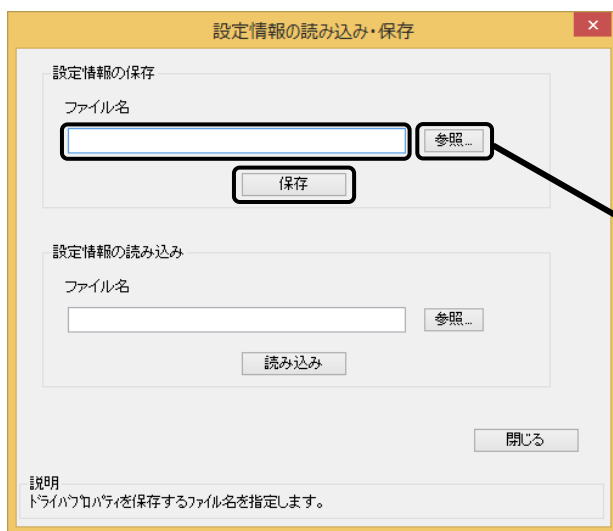 設定情報の読み込み・保存
設定情報の保存
ファイル名
参照...
保存
設定情報の読み込み
ファイル名
参照...
読み込み
閉じる
説明
ﾄﾞﾗｲﾊﾞﾌﾟﾛﾊﾟﾃｨを保存するﾌｧｲﾙ名を指定します。